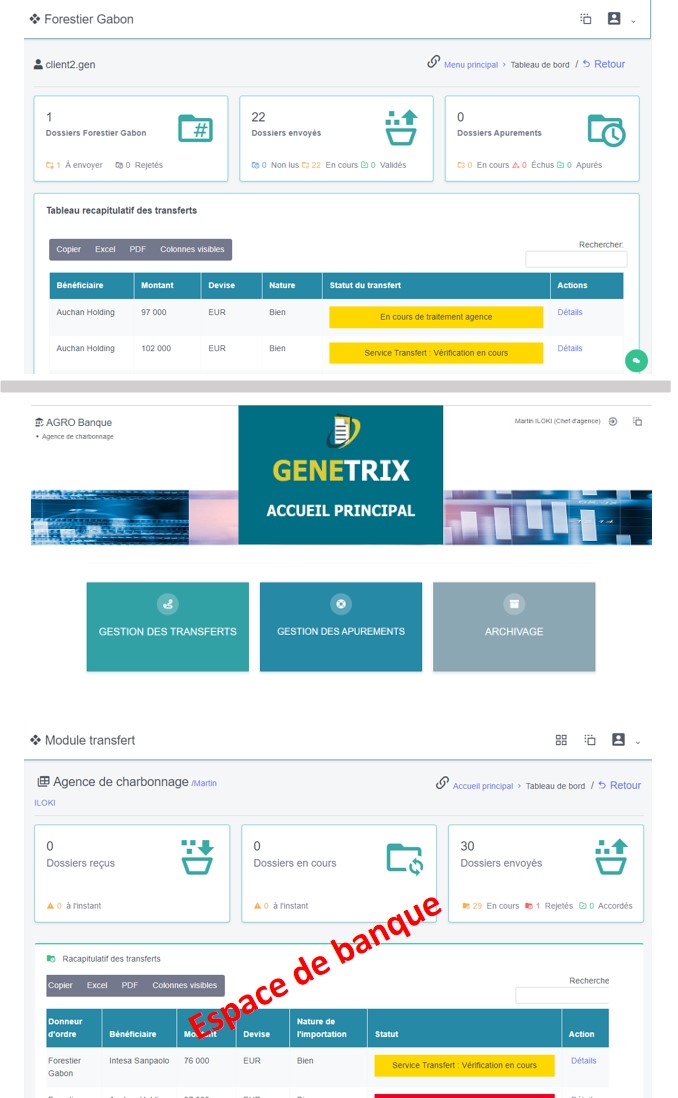 Forestier Gabon
client2.gen
Menu principal > Tableau de bord / Retour
1
Dossiers Forestier Gabon
1 À envoyer 0 Rejetés
22
Dossiers envoyés
0 Non lus 22 En cours 0 Validés
0
Dossiers Apurements
0 En cours 0 Échus 0 Apurés
Tableau recapitulatif des transferts
Copier Excel PDF Colonnes visibles
Rechercher:
Bénéficiaire Montant Devise Nature Statut du transfert Actions
Auchan Holding 97 000 EUR Bien En cours de traitement agence Détails
Auchan Holding 102 000 EUR Bien Service Transfert : Vérification en cours Détails
AGRO Banque
• Agence de charbonnage
Martin ILOKI (Chef d'agence)
GENETRIX
ACCUEIL PRINCIPAL
GESTION DES TRANSFERTS
GESTION DES APUREMENTS
ARCHIVAGE
Module transfert
Agence de charbonnage /Martin
ILOKI
Accueil principal > Tableau de bord / Retour
0
Dossiers reçus
0 à l'instant
0
Dossiers en cours
0 à l'instant
30
Dossiers envoyés
29 En cours 1 Rejetés 0 Accordés
Espace de banque
Racapitulatif des transferts
Copier Excel PDF Colonnes visibles
Recherche
Donneur d'ordre Bénéficiaire Montant Devise Nature de l'importation Statut Action
Forestier Gabon Intesa Sanpaolo 76 000 EUR Bien Service Transfert : Vérification en cours Détails